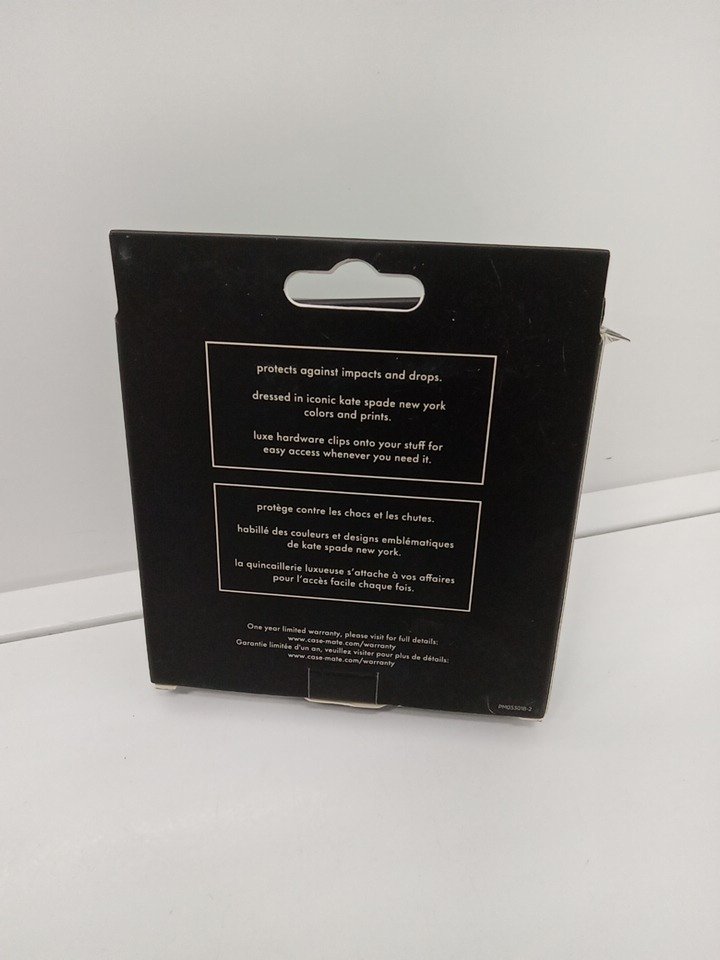 protects against impacts and drops.
dressed in iconic kate spade new york
colors and prints.
luxe hardware clips onto your stuff for
easy access whenever you need it.
protège contre les chocs et les chutes.
habillé des couleurs et designs emblématiques
de kate spade new york.
la quincaillerie luxueuse s'attache à vos affaires
pour l'accès facile chaque fois.
One year limited warranty, please visit for full details:
www.case-mate.com/warranty
Garantie limitée d'un an, veuillez visiter pour plus de détails:
www.case-mate.com/warranty
PM055018-2